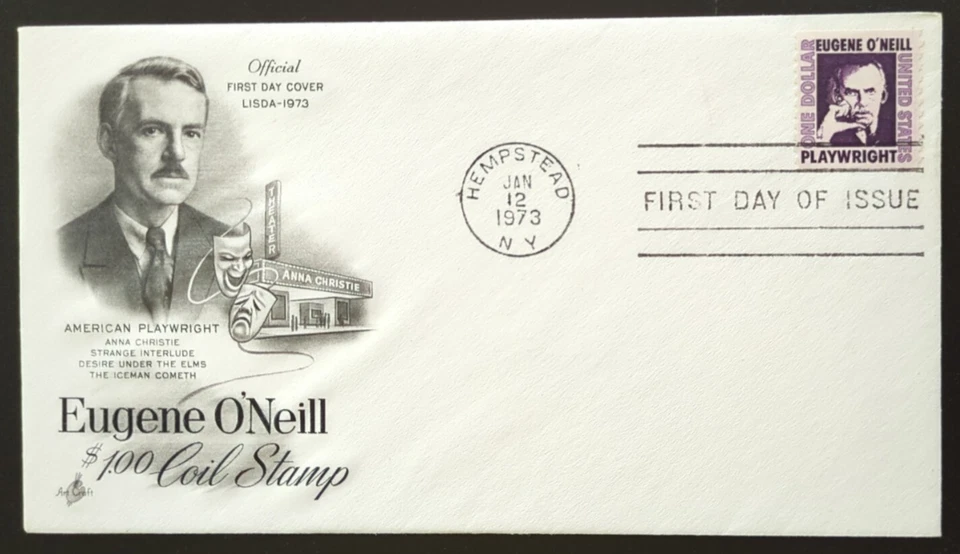 Official
FIRST DAY COVER
LISDA-1973
EUGENE O'NEILL
ONE DOLLAR
UNITED STATES
PLAYWRIGHT
HEMPSTEAD
JAN
12
1973
N Y
FIRST DAY OF ISSUE
THEATER
ANNA CHRISTIE
AMERICAN PLAYWRIGHT
ANNA CHRISTIE
STRANGE INTERLUDE
DESIRE UNDER THE ELMS
THE ICEMAN COMETH
Eugene O'Neill
$1.00 Coil Stamp
Art Craft